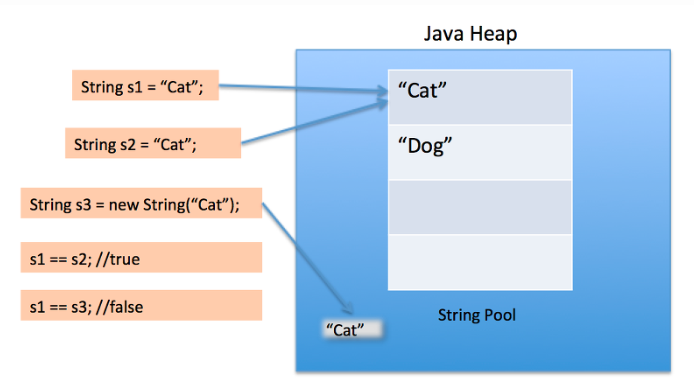 Java Heap
String s1 = “Cat”;
“Cat”
String s2 = “Cat”;
“Dog”
String s3 = new String(“Cat”);
s1 == s2; //true
s1 == s3; //false
String Pool
“Cat”